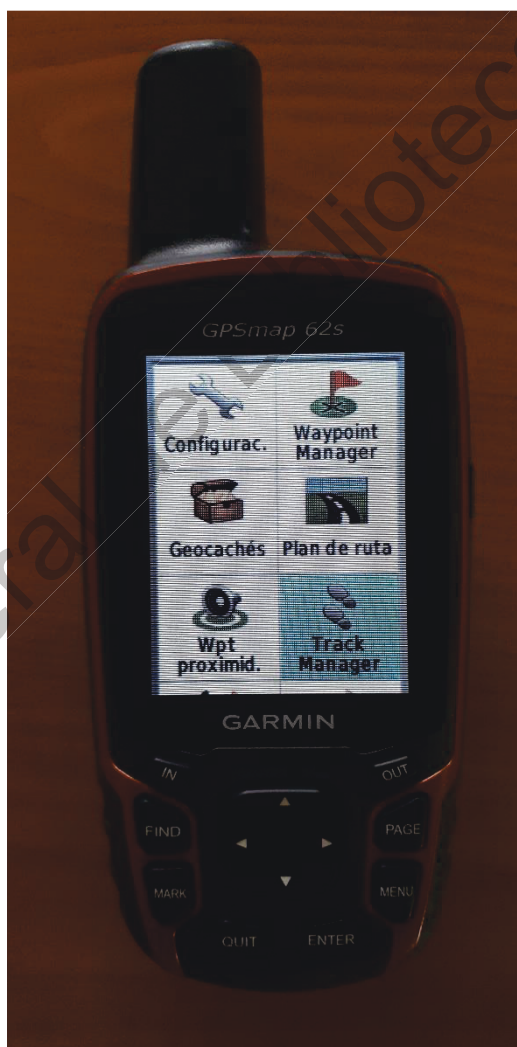 GPSmap 62s
Configurac.
Waypoint
Manager
Geocachés
Plan de ruta
Wpt
proximid.
Track
Manager
GARMIN
IN
OUT
FIND
PAGE
MARK
MENU
QUIT
ENTER